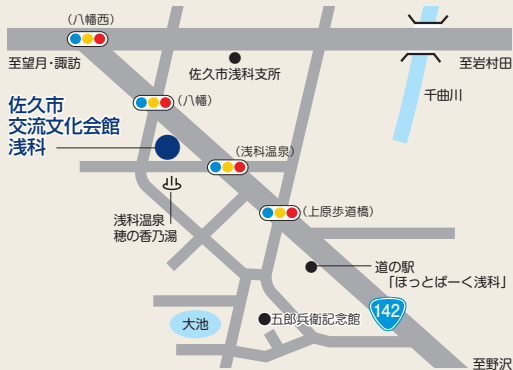 (八幡西)
至望月・諏訪
佐久市浅科支所
至岩村田
千曲川
佐久市
交流文化会館
浅科
(八幡)
(浅科温泉)
浅科温泉
穂の香乃湯
(上原歩道橋)
道の駅
「ほっとぱーく浅科」
142
大池
五郎兵衛記念館
至野沢